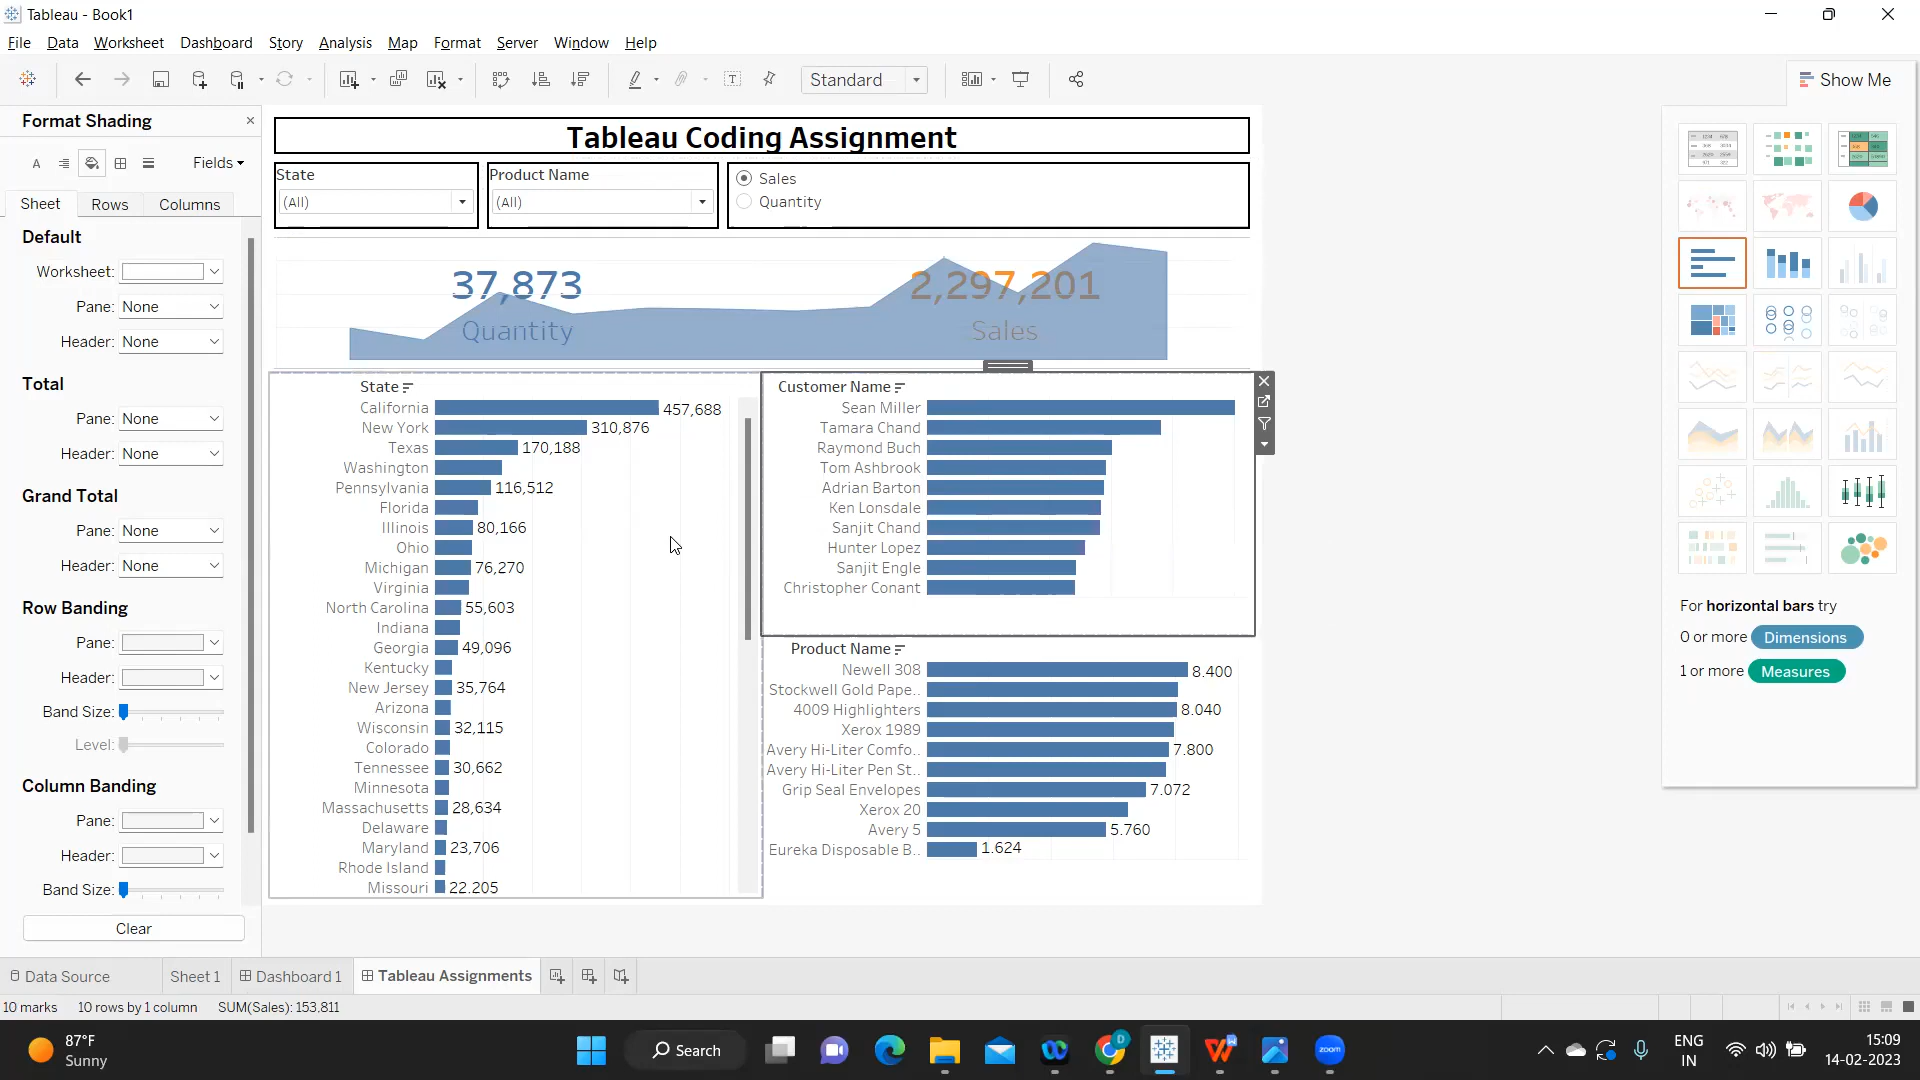 Tableau - Book1
File Data Worksheet Dashboard Story Analysis Map Format Server Window Help
Standard
Show Me
Format Shading
Fields
Sheet Rows Columns
Default
Worksheet:
Pane: None
Header: None
Total
Pane: None
Header: None
Grand Total
Pane: None
Header: None
Row Banding
Pane:
Header:
Band Size:
Level:
Column Banding
Pane:
Header:
Band Size:
Clear
Tableau Coding Assignment
State
(All)
Product Name
(All)
Sales
Quantity
37,873
Quantity
2,297,201
Sales
State
California 457,688
New York 310,876
Texas 170,188
Washington
Pennsylvania 116,512
Florida
Illinois 80,166
Ohio
Michigan 76,270
Virginia
North Carolina 55,603
Indiana
Georgia 49,096
Kentucky
New Jersey 35,764
Arizona
Wisconsin 32,115
Colorado
Tennessee 30,662
Minnesota
Massachusetts 28,634
Delaware
Maryland 23,706
Rhode Island
Missouri 22,205
Customer Name
Sean Miller
Tamara Chand
Raymond Buch
Tom Ashbrook
Adrian Barton
Ken Lonsdale
Sanjit Chand
Hunter Lopez
Sanjit Engle
Christopher Conant
Product Name
Newell 308 8.400
Stockwell Gold Pape..
4009 Highlighters 8.040
Xerox 1989
Avery Hi-Liter Comfo.. 7.800
Avery Hi-Liter Pen St..
Grip Seal Envelopes 7.072
Xerox 20
Avery 5 5.760
Eureka Disposable B.. 1.624
For horizontal bars try
0 or more Dimensions
1 or more Measures
Data Source Sheet 1 Dashboard 1 Tableau Assignments
10 marks 10 rows by 1 column SUM(Sales): 153,811
87°F
Sunny
Search
zoom
ENG
IN
15:09
14-02-2023